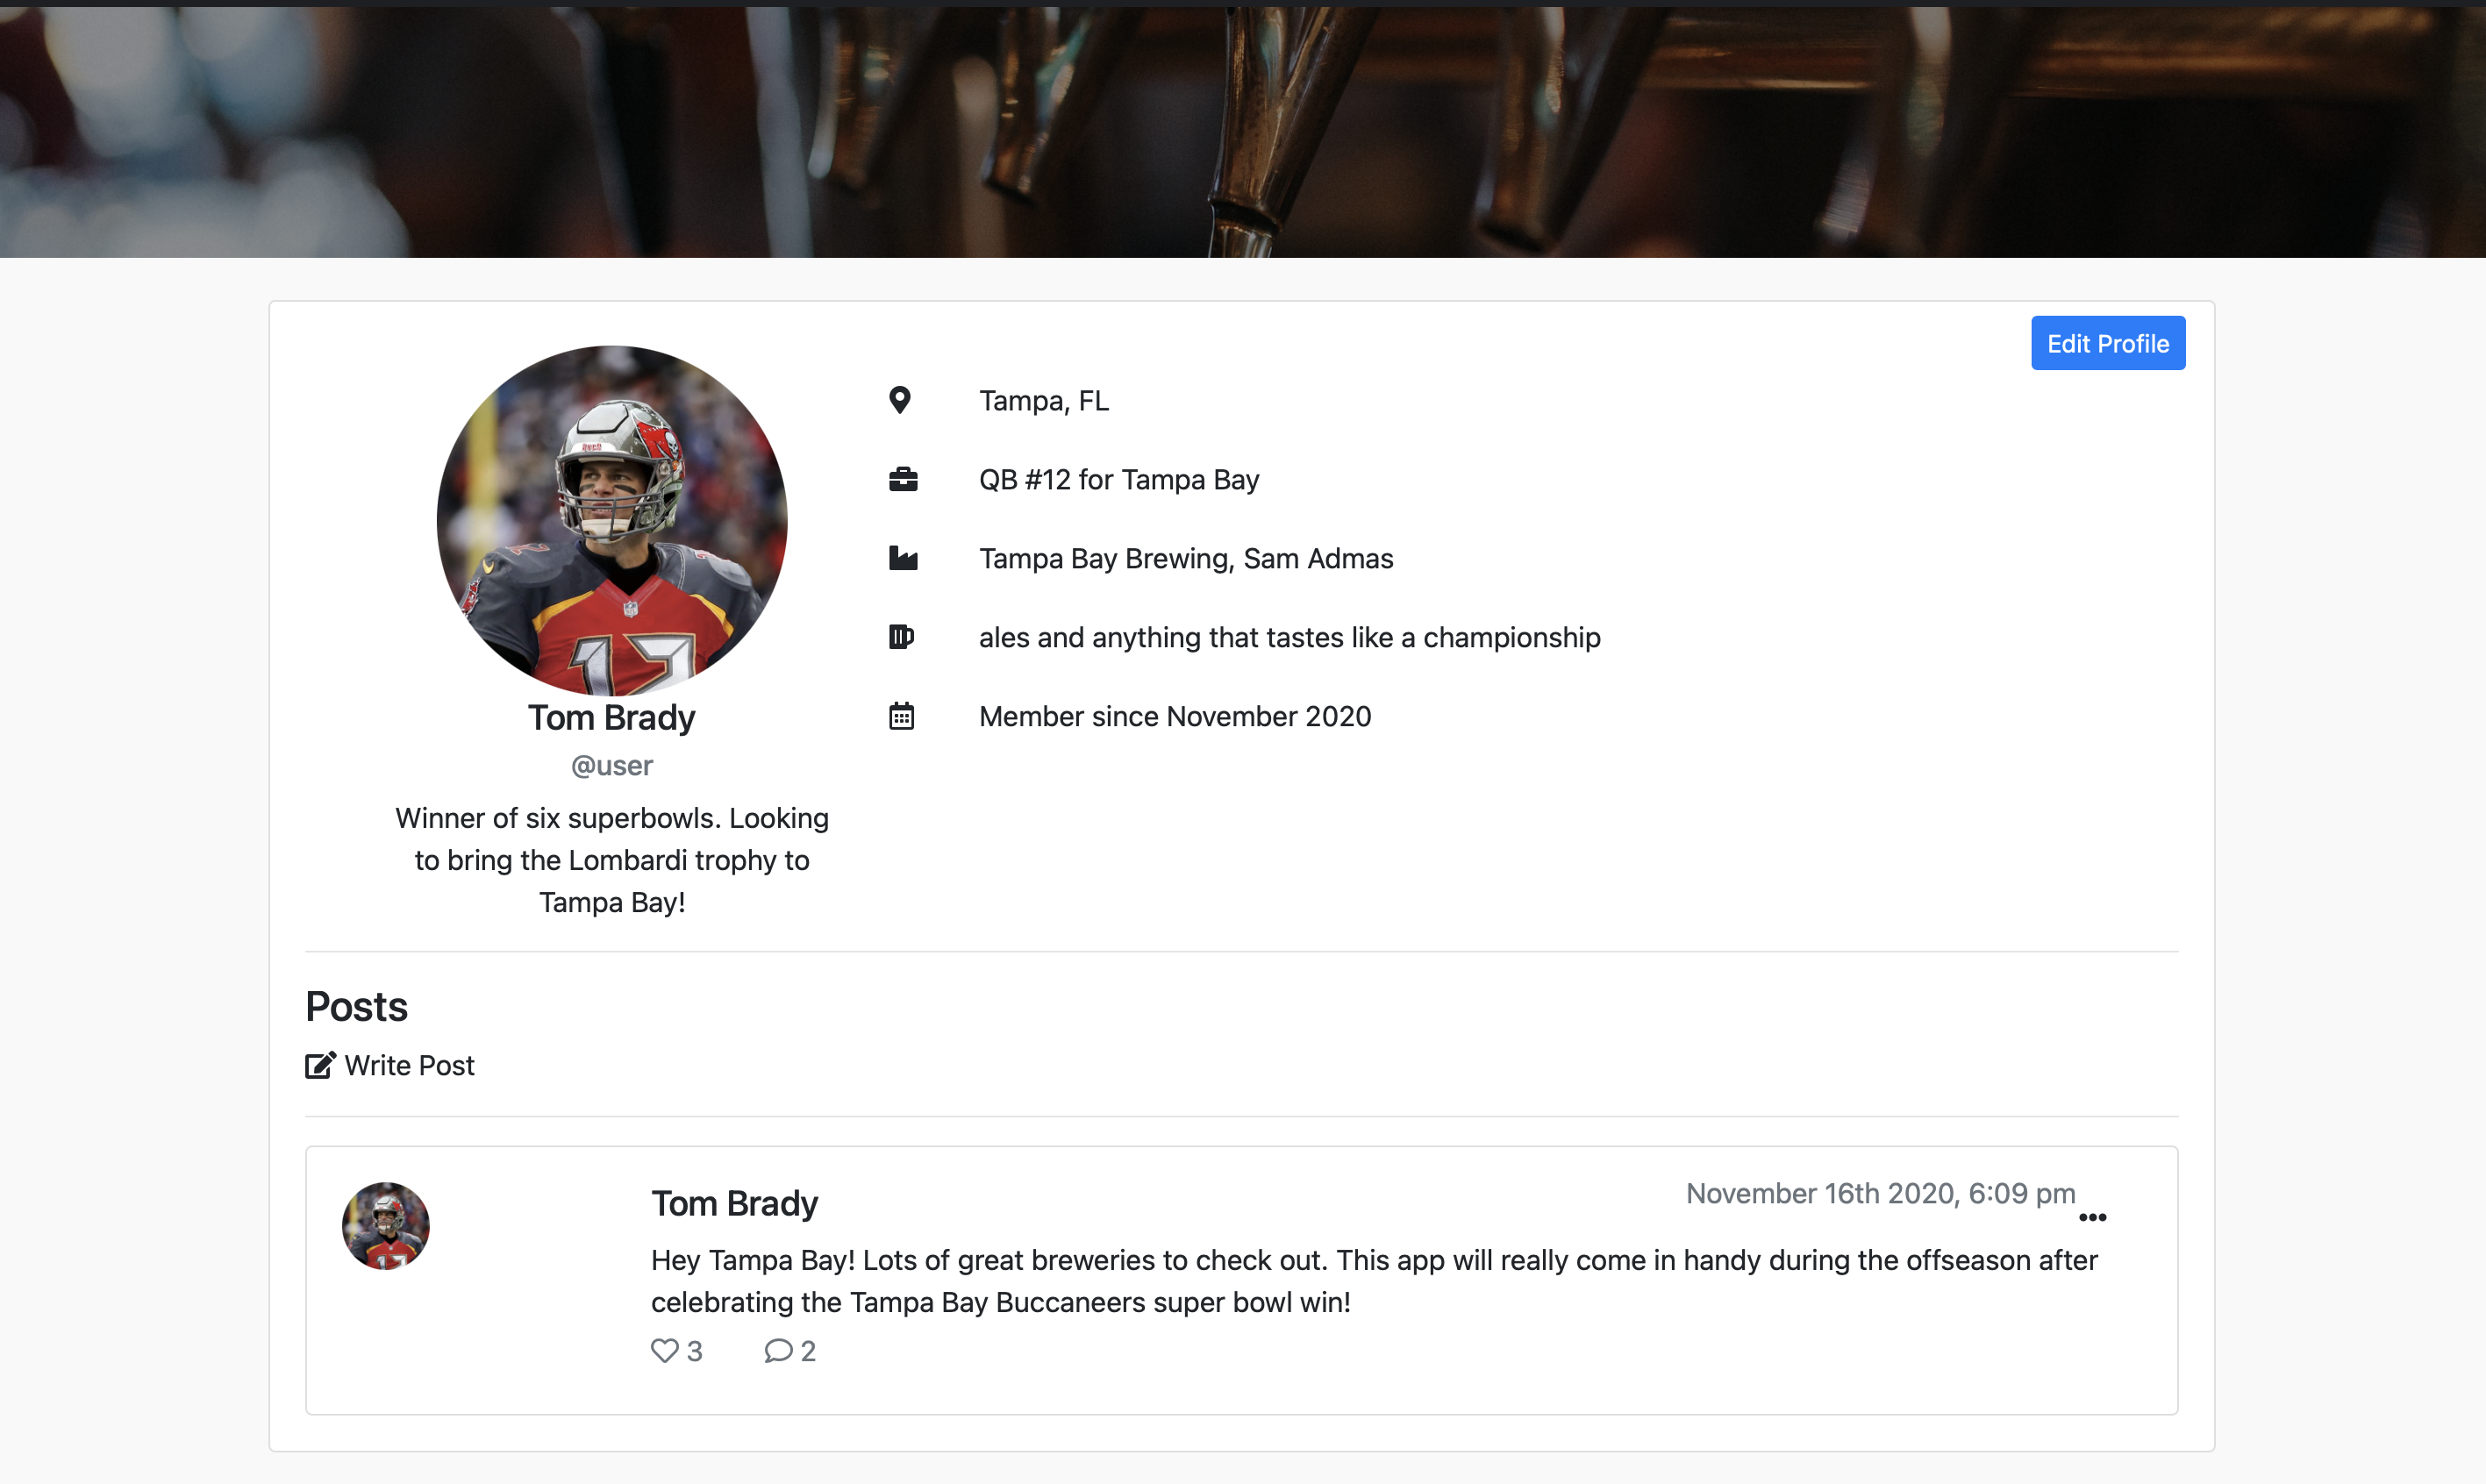 Edit Profile
Tampa, FL
QB #12 for Tampa Bay
Tampa Bay Brewing, Sam Admas
ales and anything that tastes like a championship
Member since November 2020
Tom Brady
@user
Winner of six superbowls. Looking
to bring the Lombardi trophy to
Tampa Bay!
Posts
Write Post
Tom Brady
November 16th 2020, 6:09 pm
Hey Tampa Bay! Lots of great breweries to check out. This app will really come in handy during the offseason after
celebrating the Tampa Bay Buccaneers super bowl win!
3
2